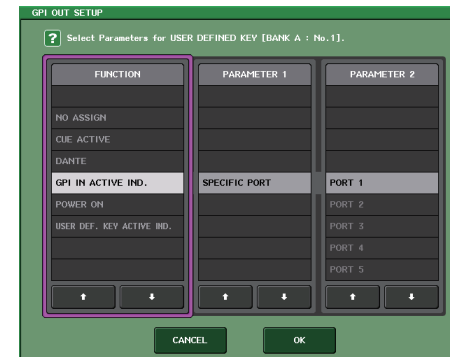 GPI OUT SETUP
? Select Parameters for USER DEFINED KEY [BANK A : No.1].
FUNCTION
NO ASSIGN
CUE ACTIVE
DANTE
GPI IN ACTIVE IND.
POWER ON
USER DEF. KEY ACTIVE IND.
PARAMETER 1
SPECIFIC PORT
PARAMETER 2
PORT 1
PORT 2
PORT 3
PORT 4
PORT 5
CANCEL
OK